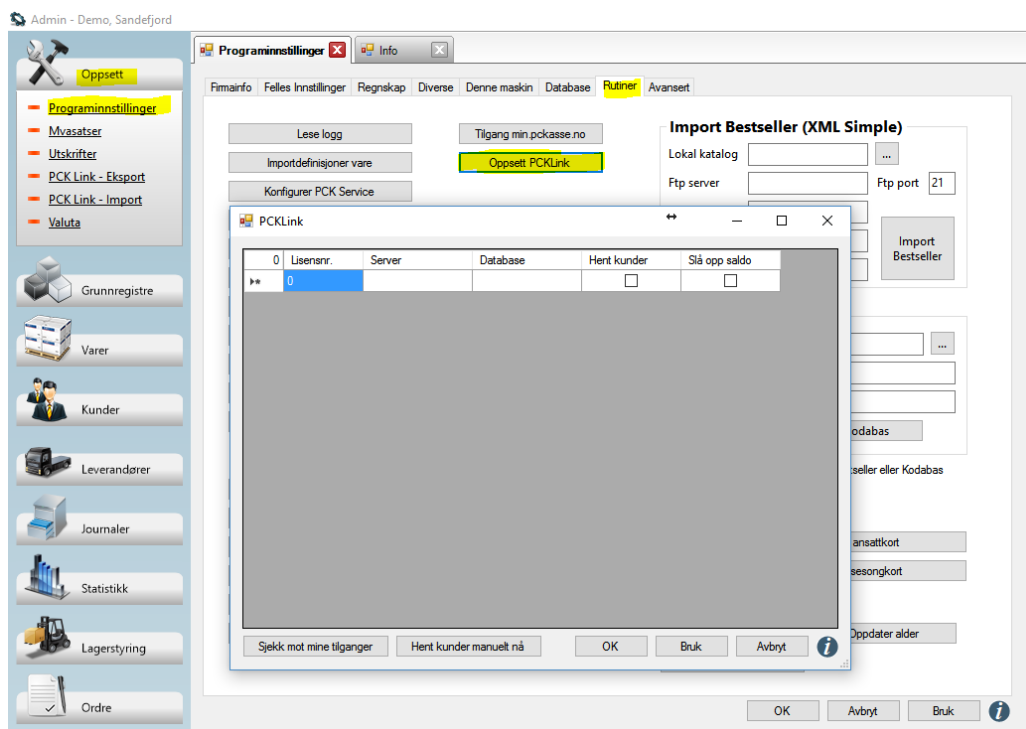 Admin - Demo, Sandefjord
Oppsett
Programinnstillinger
Mvasatser
Utskrifter
PCK Link - Eksport
PCK Link - Import
Valuta
Grunnregistre
Varer
Kunder
Leverandører
Journaler
Statistikk
Lagerstyring
Ordre
Programinnstillinger
Info
Firmainfo Felles Innstillinger Regnskap Diverse Denne maskin Database Rutiner Avansert
Lese logg
Tilgang min.pckasse.no
Importdefinisjoner vare
Oppsett PCKLink
Konfigurer PCK Service
Import Bestseller (XML Simple)
Lokal katalog ...
Ftp server
Ftp port 21
Import
Bestseller
...
odabas
seller eller Kodabas
ansattkort
sesongkort
Oppdater alder
PCKLink
0 Lisensnr. Server Database Hent kunder Slå opp saldo
0
Sjekk mot mine tilganger Hent kunder manuelt nå OK Bruk Avbryt
OK Avbryt Bruk